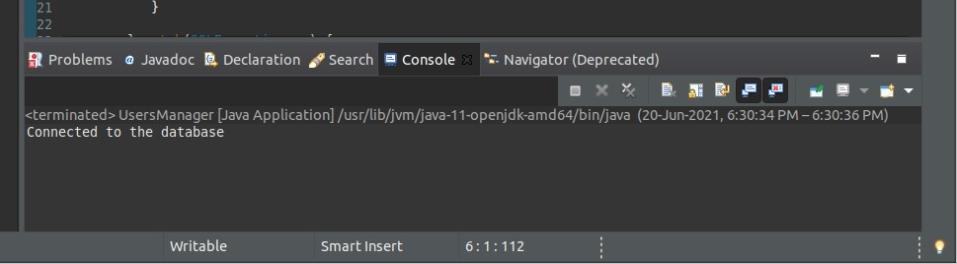 21 }
22
Problems @ Javadoc Declaration Search Console Navigator (Deprecated)
<terminated> UsersManager [Java Application] /usr/lib/jvm/java-11-openjdk-amd64/bin/java (20-Jun-2021, 6:30:34 PM – 6:30:36 PM)
Connected to the database
Writable Smart Insert 6 : 1 : 112